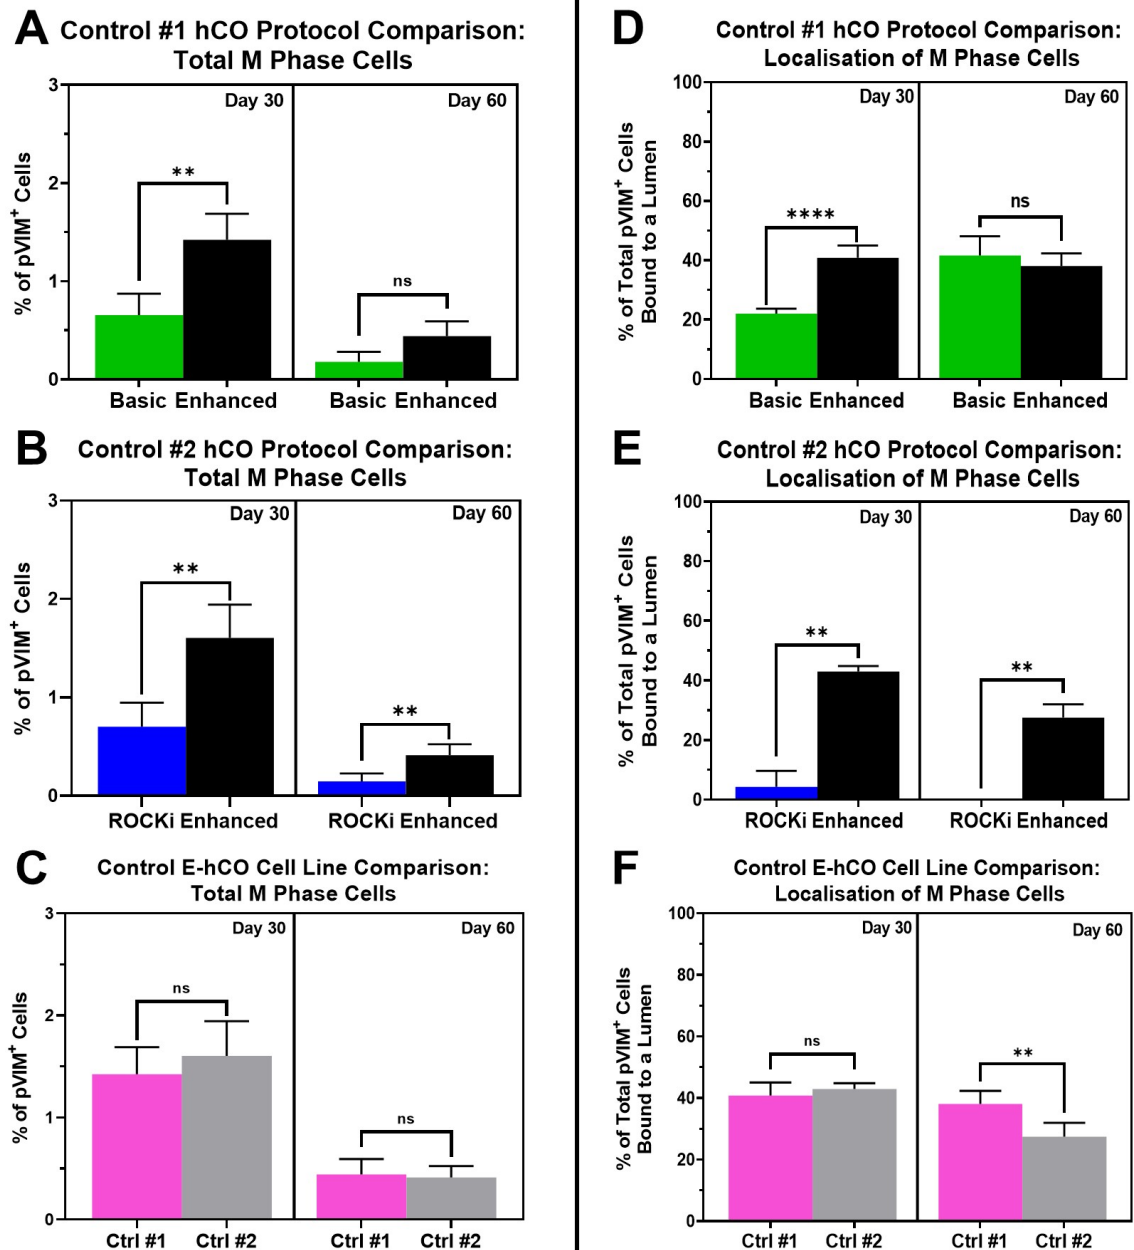 A
Control #1 hCO Protocol Comparison:
Total M Phase Cells
% of pVIM⁺ Cells
3
2
1
0
Day 30
Day 60
**
ns
Basic Enhanced
Basic Enhanced
B
Control #2 hCO Protocol Comparison:
Total M Phase Cells
% of pVIM⁺ Cells
3
2
1
0
Day 30
Day 60
**
**
ROCKi Enhanced
ROCKi Enhanced
C
Control E-hCO Cell Line Comparison:
Total M Phase Cells
% of pVIM⁺ Cells
3
2
1
0
Day 30
Day 60
ns
ns
Ctrl #1 Ctrl #2
Ctrl #1 Ctrl #2
D
Control #1 hCO Protocol Comparison:
Localisation of M Phase Cells
% of Total pVIM⁺ Cells
Bound to a Lumen
100
80
60
40
20
0
Day 30
Day 60
****
ns
Basic Enhanced
Basic Enhanced
E
Control #2 hCO Protocol Comparison:
Localisation of M Phase Cells
% of Total pVIM⁺ Cells
Bound to a Lumen
100
80
60
40
20
0
Day 30
Day 60
**
**
ROCKi Enhanced
ROCKi Enhanced
F
Control E-hCO Cell Line Comparison:
Localisation of M Phase Cells
% of Total pVIM⁺ Cells
Bound to a Lumen
100
80
60
40
20
0
Day 30
Day 60
ns
**
Ctrl #1 Ctrl #2
Ctrl #1 Ctrl #2